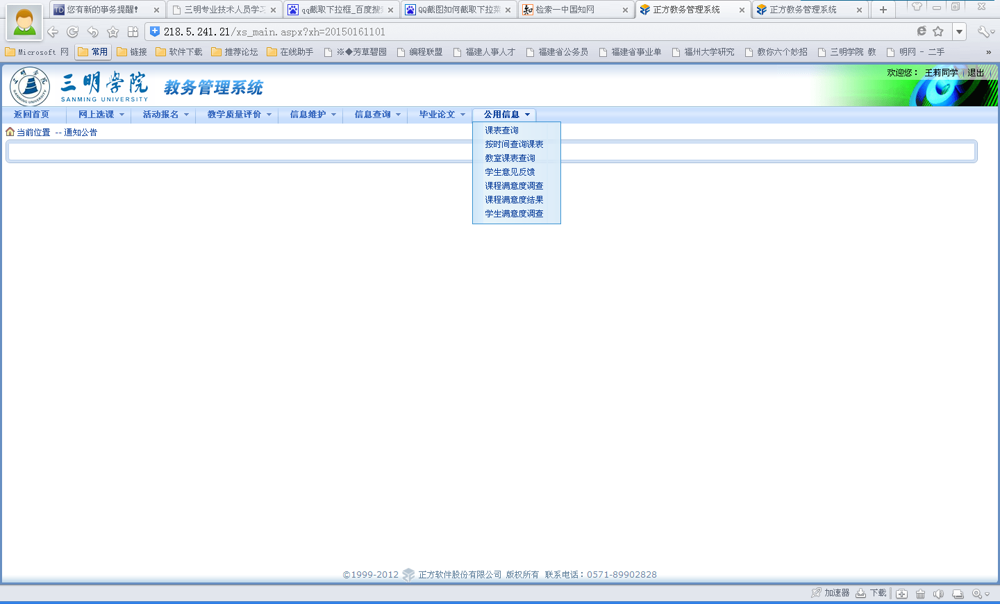 TD 您有新的事务提醒!
三明专业技术人员学习
qq截取下拉框_百度搜索
QQ截图如何截取下拉菜
知 检索—中国知网
正方教务管理系统
正方教务管理系统
218.5.241.21/xs_main.aspx?xh=20150161101
Microsoft 网
常用
链接
软件下载
推荐论坛
在线助手
※◆芳草碧园
编程联盟
福建人事人才
福建省公务员
福建省事业单
福州大学研究
教你六个妙招
三明学院 教
明网 - 二手
»
三明学院
SANMING UNIVERSITY
教务管理系统
欢迎您: 王莉同学 退出
返回首页
网上选课
活动报名
教学质量评价
信息维护
信息查询
毕业论文
公用信息
当前位置 -- 通知公告
课表查询
按时间查询课表
教室课表查询
学生意见反馈
课程满意度调查
课程满意度结果
学生满意度调查
©1999-2012 正方软件股份有限公司 版权所有 联系电话:0571-89902828
加速器
下载